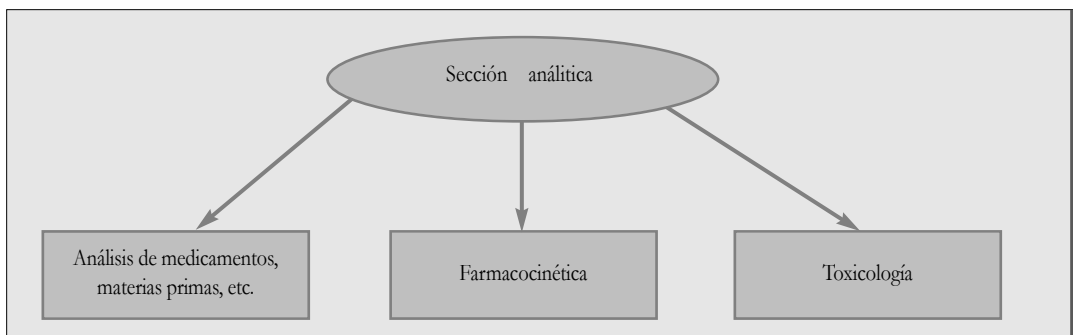 Sección análitica
Análisis de medicamentos,
materias primas, etc.
Farmacocinética
Toxicología